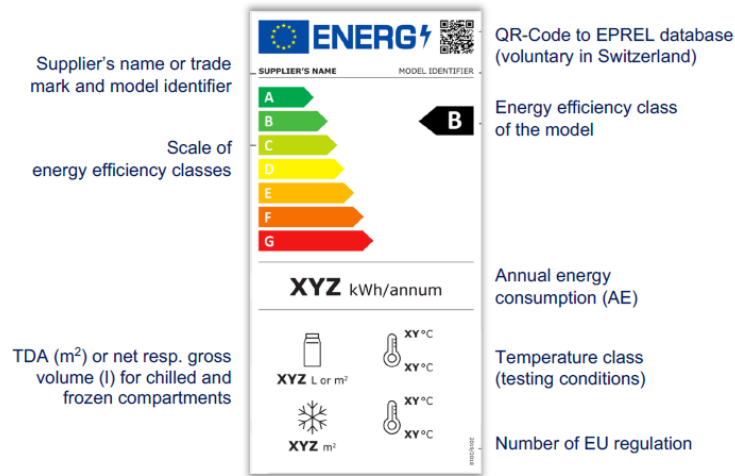 ENERG
QR-Code to EPREL database
(voluntary in Switzerland)
Supplier's name or trade
mark and model identifier
SUPPLIER'S NAME
MODEL IDENTIFIER
A
B
C
D
E
F
G
B
Energy efficiency class
of the model
Scale of
energy efficiency classes
XYZ kWh/annum
Annual energy
consumption (AE)
TDA (m²) or net resp. gross
volume (l) for chilled and
frozen compartments
XYZ L or m²
XY °C
XY °C
XYZ m²
XY °C
XY °C
Temperature class
(testing conditions)
2019/2018
Number of EU regulation